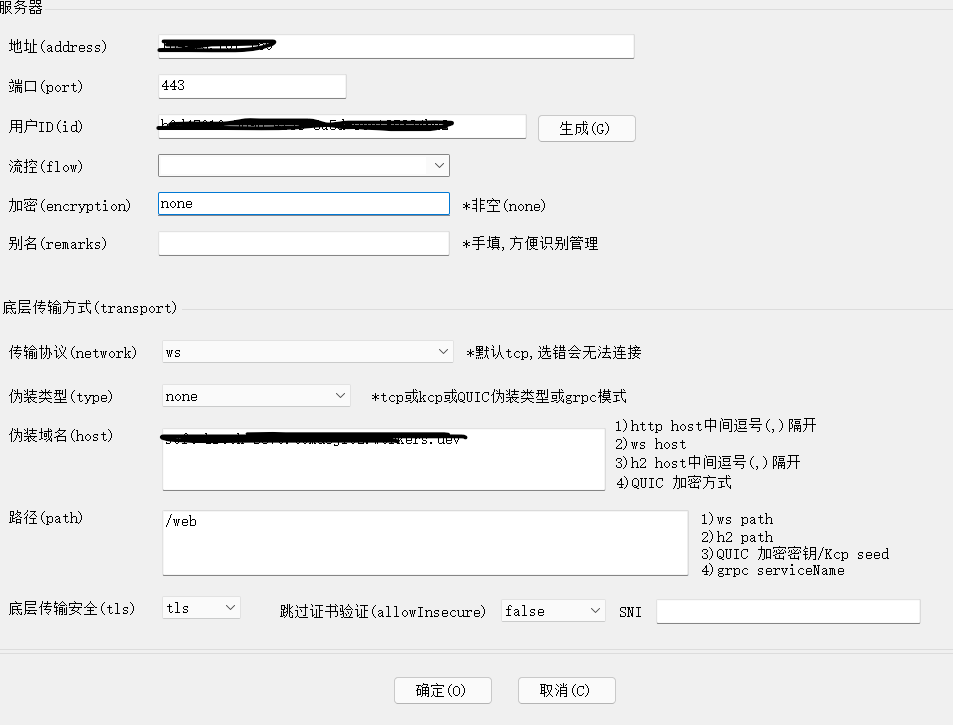 服务器
地址(address)
端口(port) 443
用户ID(id) 生成(G)
流控(flow)
加密(encryption) none *非空(none)
别名(remarks) *手填,方便识别管理
底层传输方式(transport)
传输协议(network) ws *默认tcp,选错会无法连接
伪装类型(type) none *tcp或kcp或QUIC伪装类型或grpc模式
伪装域名(host)
1)http host中间逗号(,)隔开
2)ws host
3)h2 host中间逗号(,)隔开
4)QUIC 加密方式
路径(path) /web
1)ws path
2)h2 path
3)QUIC 加密密钥/Kcp seed
4)grpc serviceName
底层传输安全(tls) tls 跳过证书验证(allowInsecure) false SNI
确定(O) 取消(C)